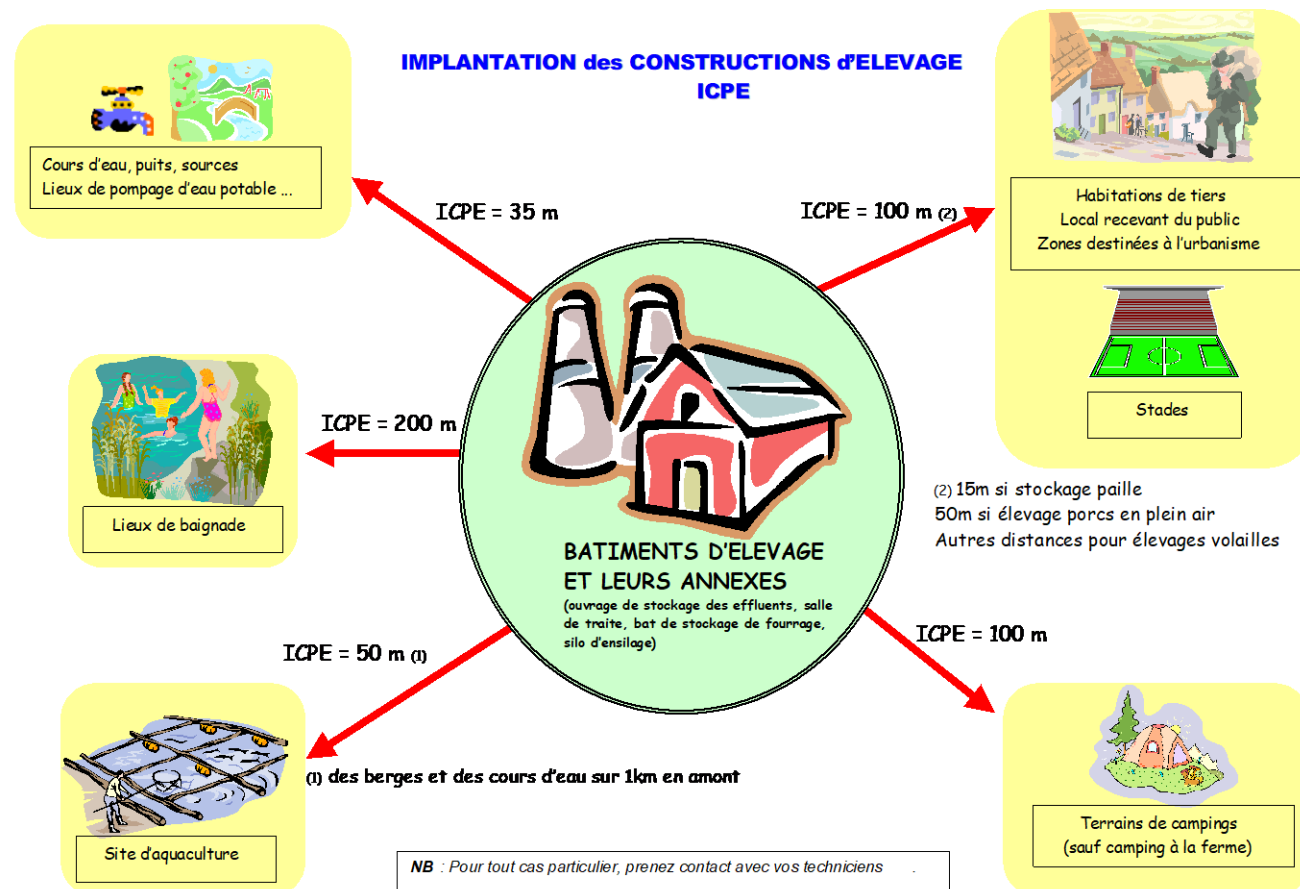 IMPLANTATION des CONSTRUCTIONS d'ELEVAGE
ICPE
Cours d'eau, puits, sources
Lieux de pompage d'eau potable ...
ICPE = 35 m
ICPE = 100 m (2)
Habitations de tiers
Local recevant du public
Zones destinées à l'urbanisme
Stades
ICPE = 200 m
Lieux de baignade
(2) 15m si stockage paille
50m si élevage porcs en plein air
Autres distances pour élevages volailles
BATIMENTS D'ELEVAGE
ET LEURS ANNEXES
(ouvrage de stockage des effluents, salle
de traite, bat de stockage de fourrage,
silo d'ensilage)
ICPE = 50 m (1)
ICPE = 100 m
(1) des berges et des cours d'eau sur 1km en amont
Site d'aquaculture
Terrains de campings
(sauf camping à la ferme)
NB : Pour tout cas particulier, prenez contact avec vos techniciens .